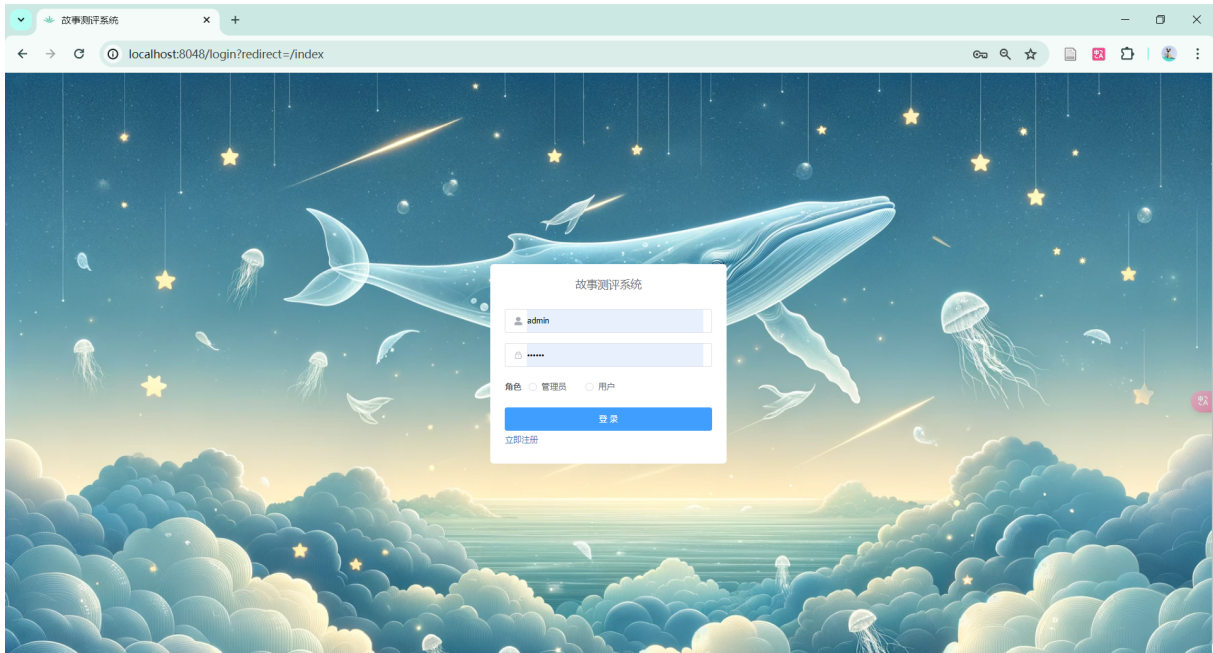 故事测评系统
localhost:8048/login?redirect=/index
故事测评系统
admin
••••••
角色 管理员 用户
登 录
立即注册